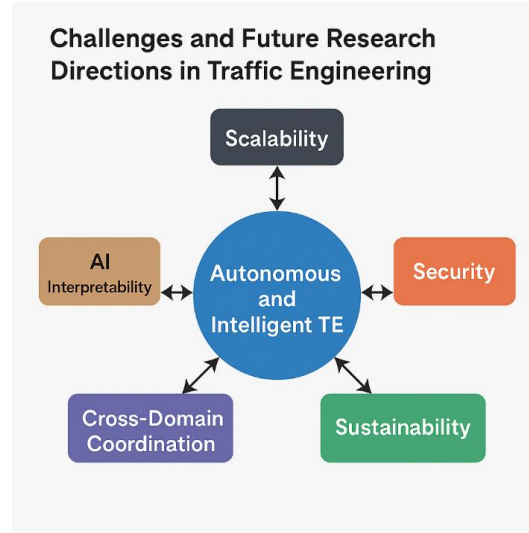 Challenges and Future Research
Directions in Traffic Engineering
Scalability
AI
Interpretability
Autonomous
and
Intelligent TE
Security
Cross-Domain
Coordination
Sustainability